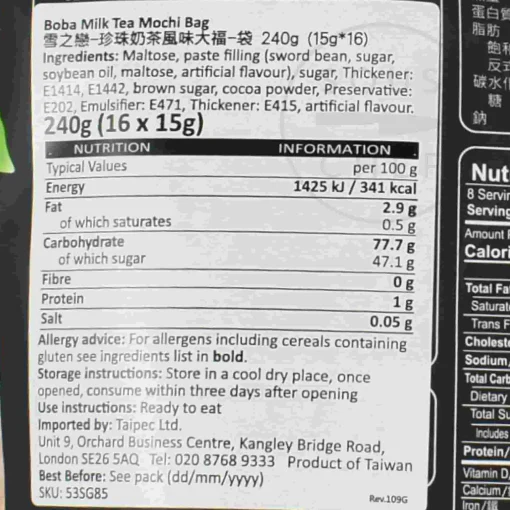 Boba Milk Tea Mochi Bag
雪之戀–珍珠奶茶風味大福–袋 240g (15g*16)
Ingredients: Maltose, paste filling (sword bean, sugar,
soybean oil, maltose, artificial flavour), sugar, Thickener:
E1414, E1442, brown sugar, cocoa powder, Preservative:
E202, Emulsifier: E471, Thickener: E415, artificial flavour.
240g (16 x 15g)
NUTRITION INFORMATION
Typical Values per 100 g
Energy 1425 kJ / 341 kcal
Fat 2.9 g
of which saturates 0.5 g
Carbohydrate 77.7 g
of which sugar 47.1 g
Fibre 0 g
Protein 1 g
Salt 0.05 g
Allergy advice: For allergens including cereals containing
gluten see ingredients list in bold.
Storage instructions: Store in a cool dry place, once
opened, consume within three days after opening
Use instructions: Ready to eat
Imported by: Taipec Ltd.
Unit 9, Orchard Business Centre, Kangley Bridge Road,
London SE26 5AQ Tel: 020 8768 9333 Product of Taiwan
Best Before: See pack (dd/mm/yyyy)
SKU: 53SG85 Rev.109G
蛋白質
脂肪
飽和
反式
碳水化
糖
鈉
Nut
8 Servin
Serving
Amount
Calori
Total Fa
Saturat
Trans F
Cholest
Sodium
Total Carb
Dietary
Total Su
Includes
Protein/
Vitamin D
Calcium/
Iron/鐵